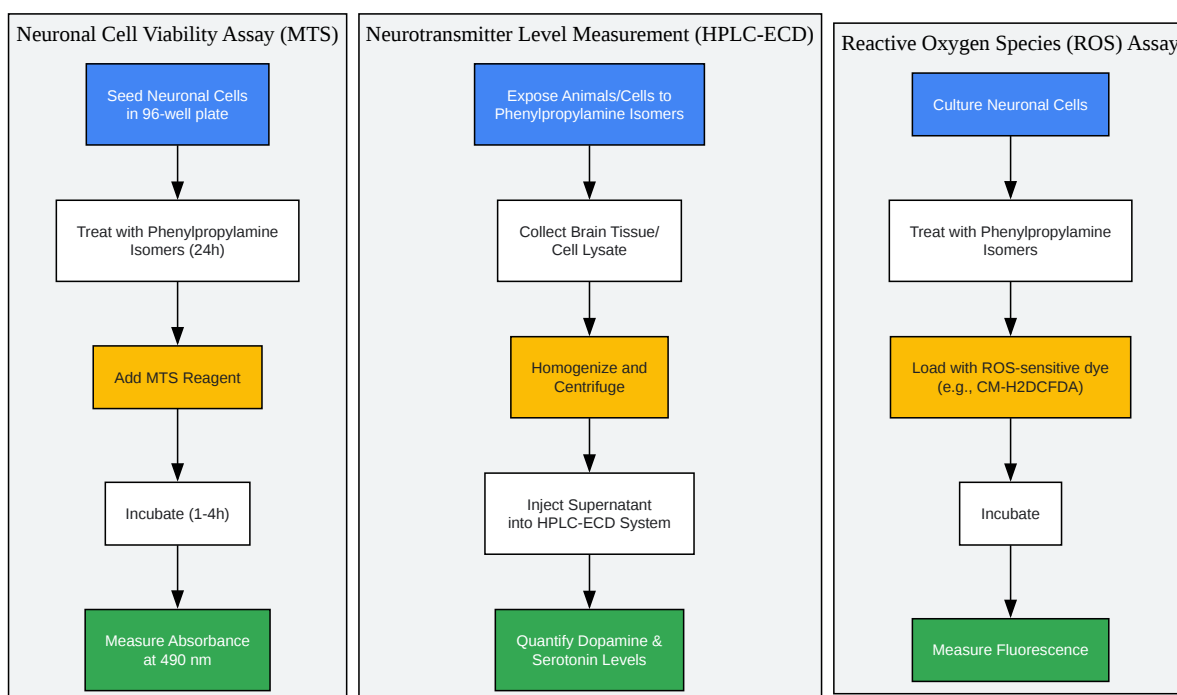 Neuronal Cell Viability Assay (MTS)
Seed Neuronal Cells
in 96-well plate
Treat with Phenylpropylamine
Isomers (24h)
Add MTS Reagent
Incubate (1-4h)
Measure Absorbance
at 490 nm
Neurotransmitter Level Measurement (HPLC-ECD)
Expose Animals/Cells to
Phenylpropylamine Isomers
Collect Brain Tissue/
Cell Lysate
Homogenize and
Centrifuge
Inject Supernatant
into HPLC-ECD System
Quantify Dopamine &
Serotonin Levels
Reactive Oxygen Species (ROS) Assay
Culture Neuronal Cells
Treat with Phenylpropylamine
Isomers
Load with ROS-sensitive dye
(e.g., CM-H2DCFDA)
Incubate
Measure Fluorescence